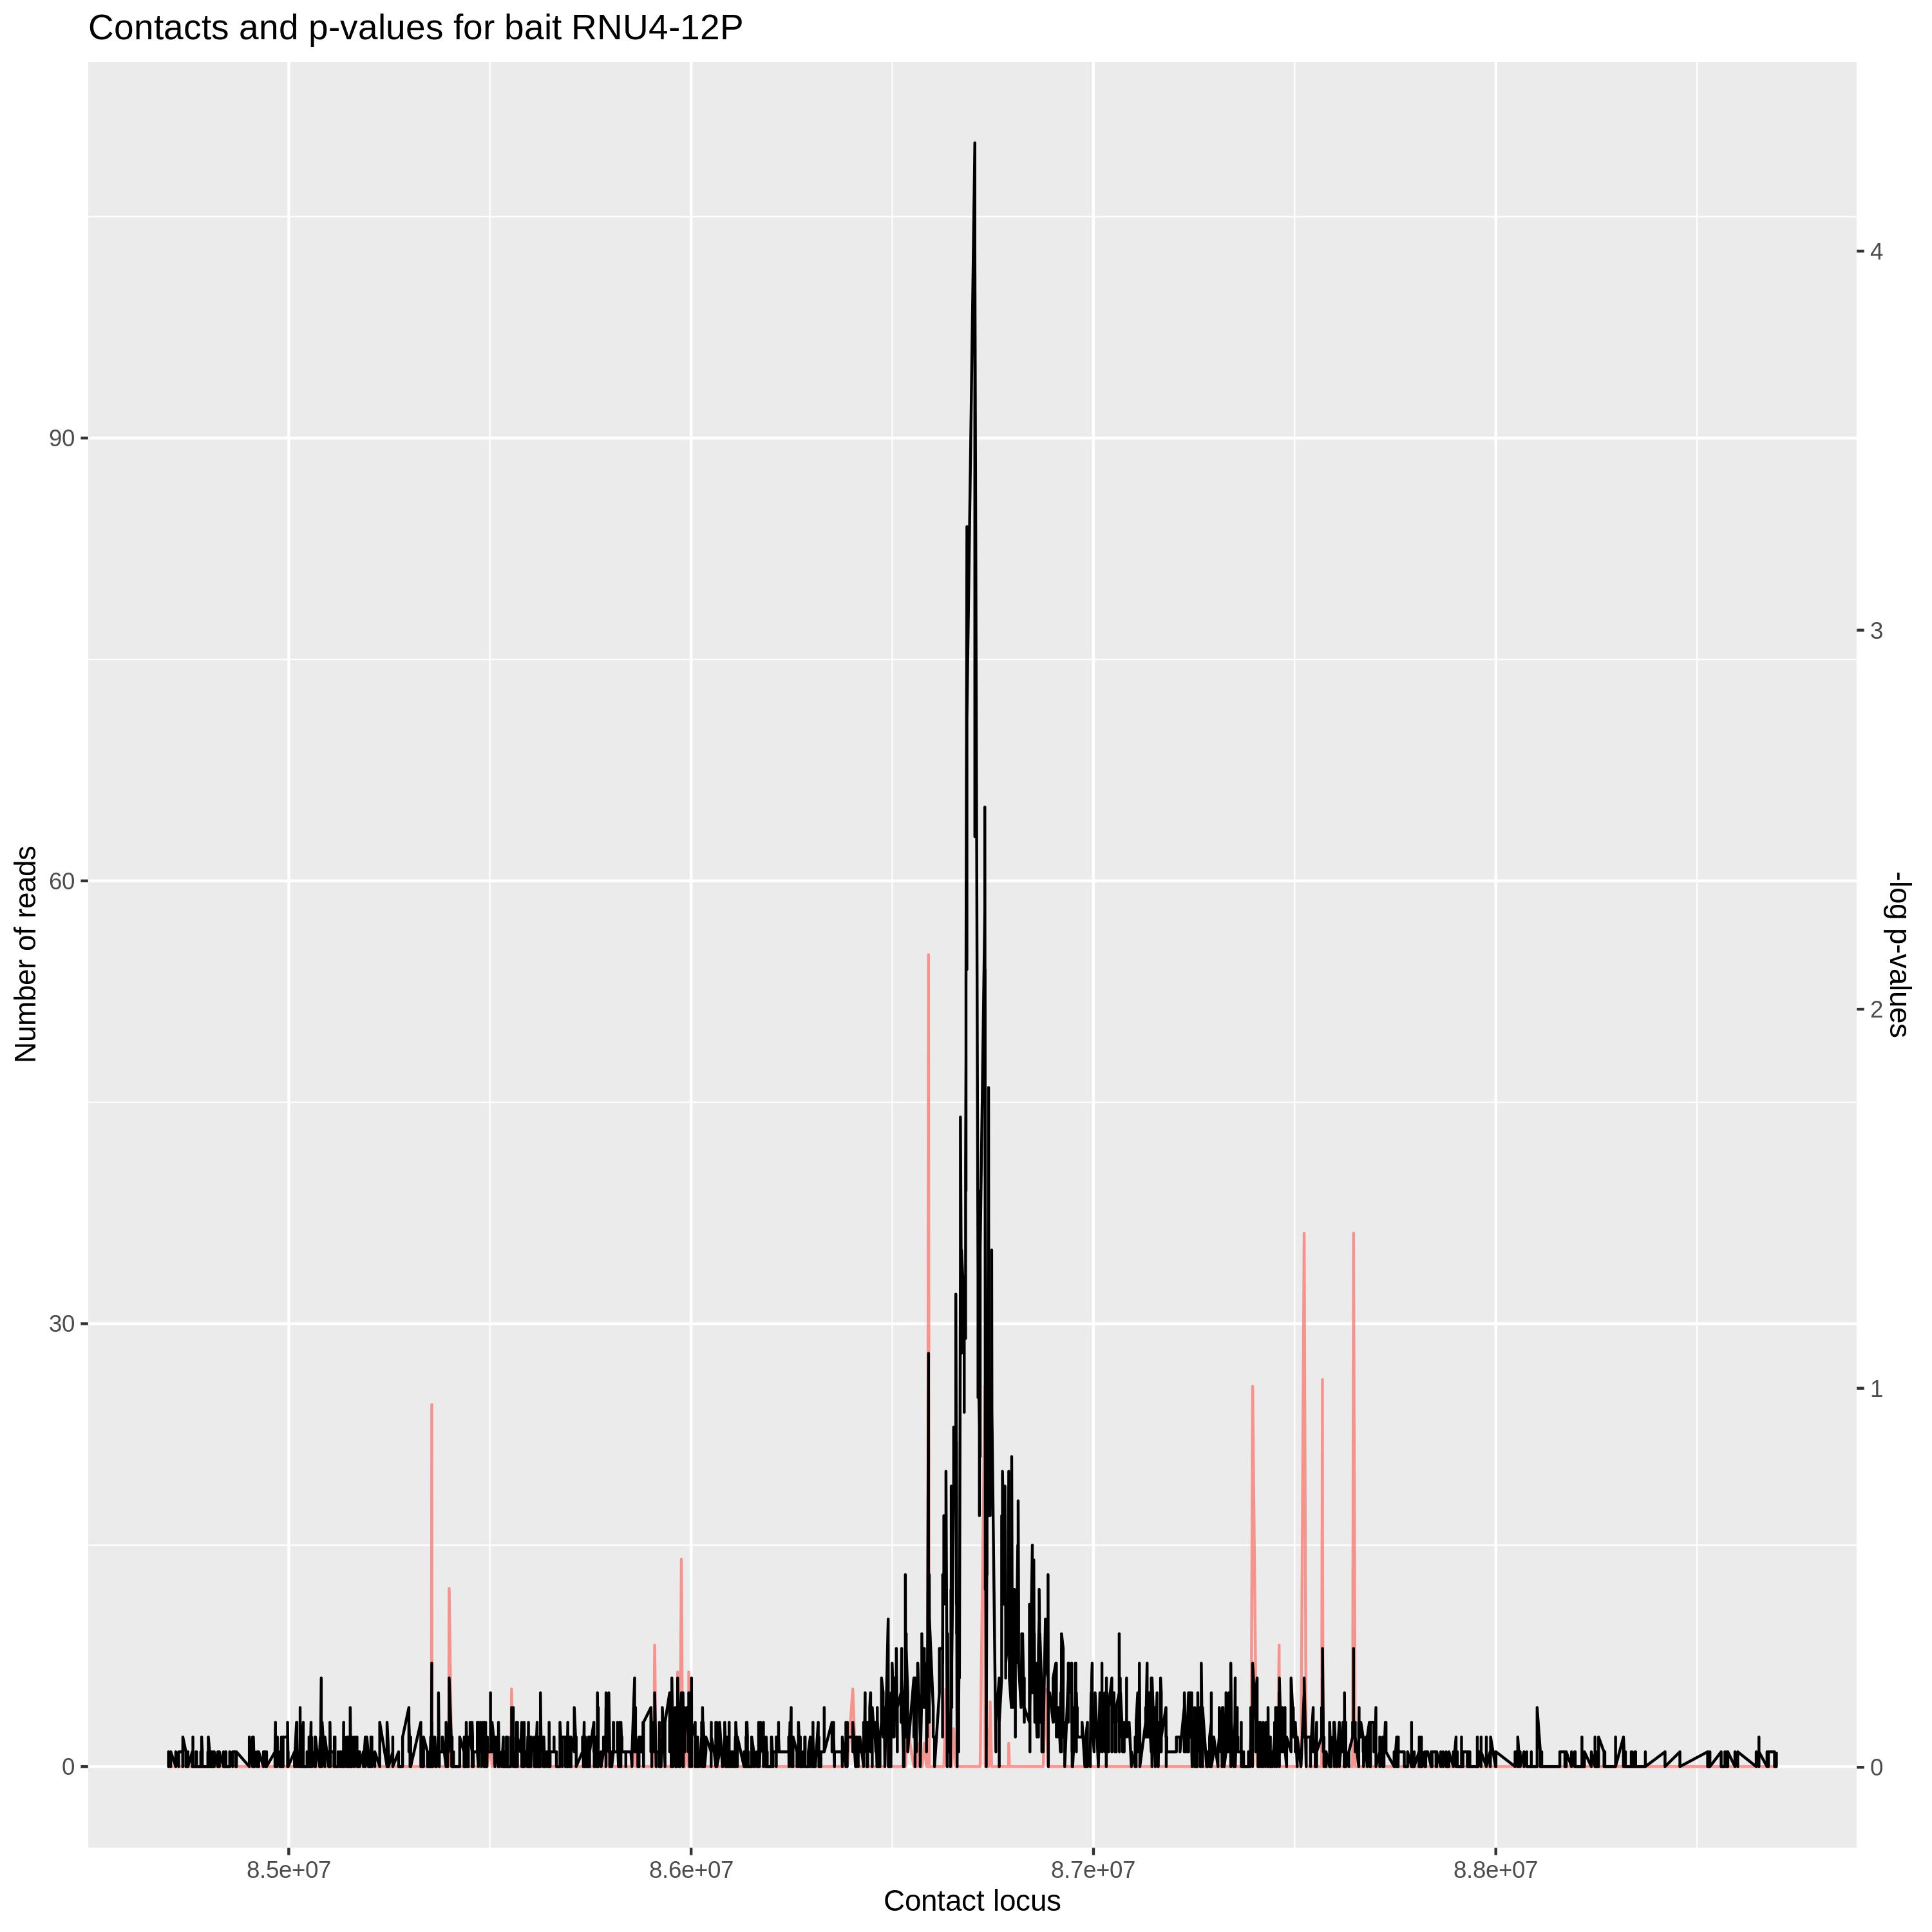 Contacts and p-values for bait RNU4-12P
Number of reads
90
60
30
0
4
3
2
1
0
-log p-values
8.5e+07
8.6e+07
8.7e+07
8.8e+07
Contact locus